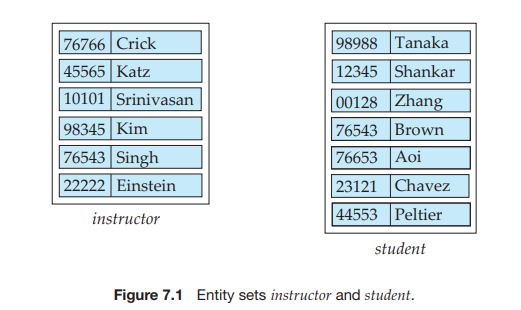 76766 Crick
45565 Katz
10101 Srinivasan
98345 Kim
76543 Singh
22222 Einstein
instructor
98988 Tanaka
12345 Shankar
00128 Zhang
76543 Brown
76653 Aoi
23121 Chavez
44553 Peltier
student
Figure 7.1 Entity sets instructor and student.